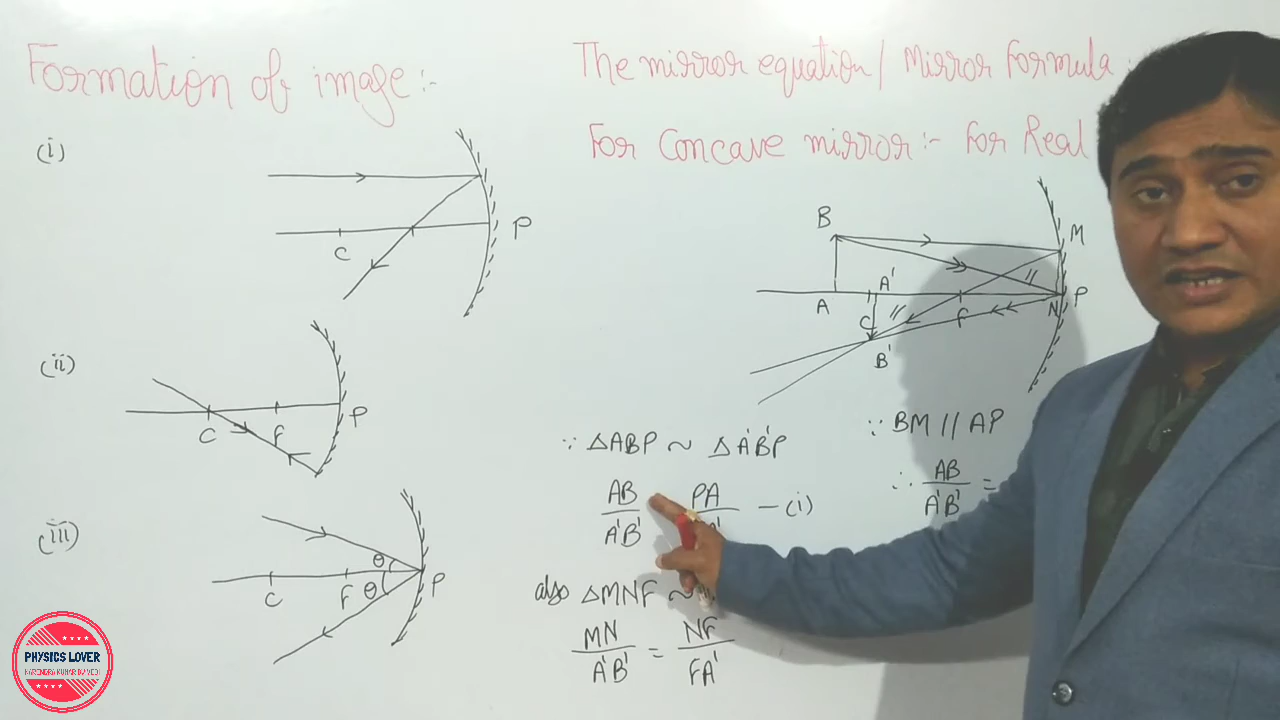 Formation of image :-
(i)
C
P
(ii)
C F P
(iii)
θ
θ
C F P
The mirror equation / Mirror formula :
For Concave mirror :- For Real
B
M
A'
A
C
F
N
P
B'
∵ ΔABP ~ ΔA'B'P
AB/A'B' PA/ — (i)
also ΔMNF ~
MN/A'B' = NF/FA'
∵ BM // AP
∴ AB/A'B' =
PHYSICS LOVER